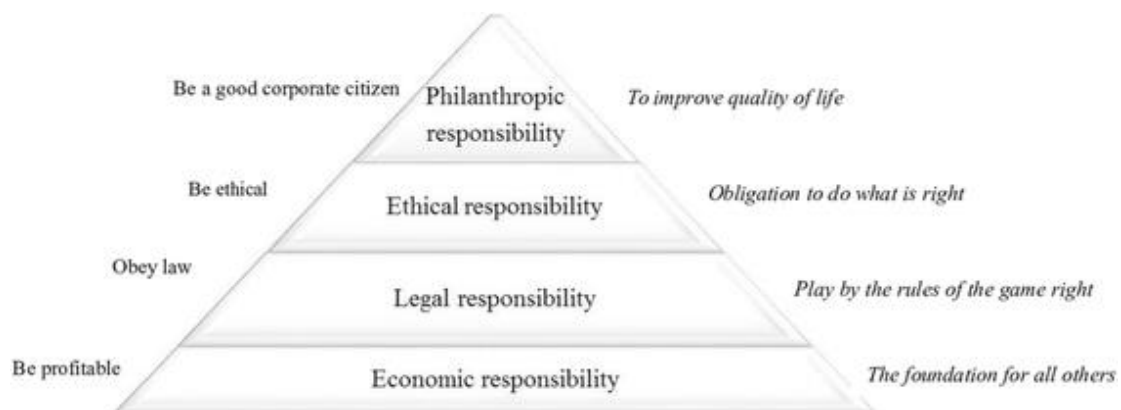 Be a good corporate citizen
Philanthropic
responsibility
To improve quality of life
Be ethical
Ethical responsibility
Obligation to do what is right
Obey law
Legal responsibility
Play by the rules of the game right
Be profitable
Economic responsibility
The foundation for all others